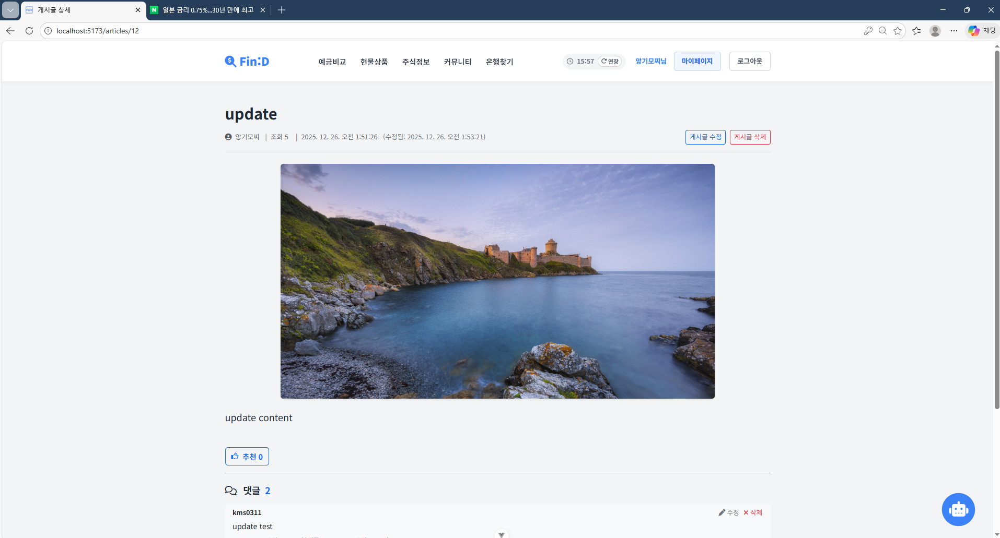 게시글 상세
N 일본 금리 0.75%...30년 만에 최고
localhost:5173/articles/12
채팅
Fin:D
예금비교 현물상품 주식정보 커뮤니티 은행찾기
15:57 연장 앙기모찌님 마이페이지 로그아웃
update
앙기모찌 | 조회 5 | 2025. 12. 26. 오전 1:51:26 (수정됨: 2025. 12. 26. 오전 1:53:21)
게시글 수정 게시글 삭제
update content
추천 0
댓글 2
kms0311
수정 삭제
update test